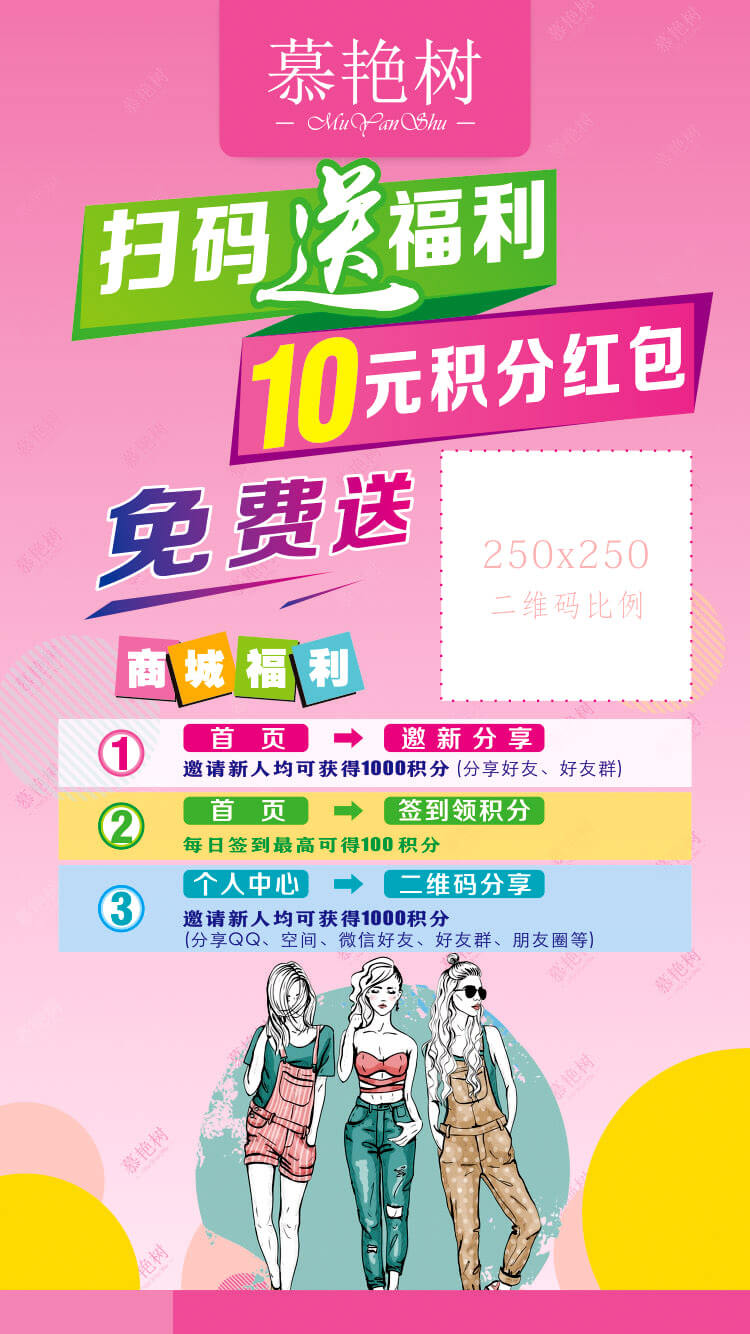 慕艳树
MuYanShu
扫码送福利
10元积分红包
免费送
250x250
二维码比例
商城福利
1
首 页 → 邀新分享
邀请新人均可获得1000积分 (分享好友、好友群)
2
首 页 → 签到领积分
每日签到最高可得100积分
3
个人中心 → 二维码分享
邀请新人均可获得1000积分
(分享QQ、空间、微信好友、好友群、朋友圈等)